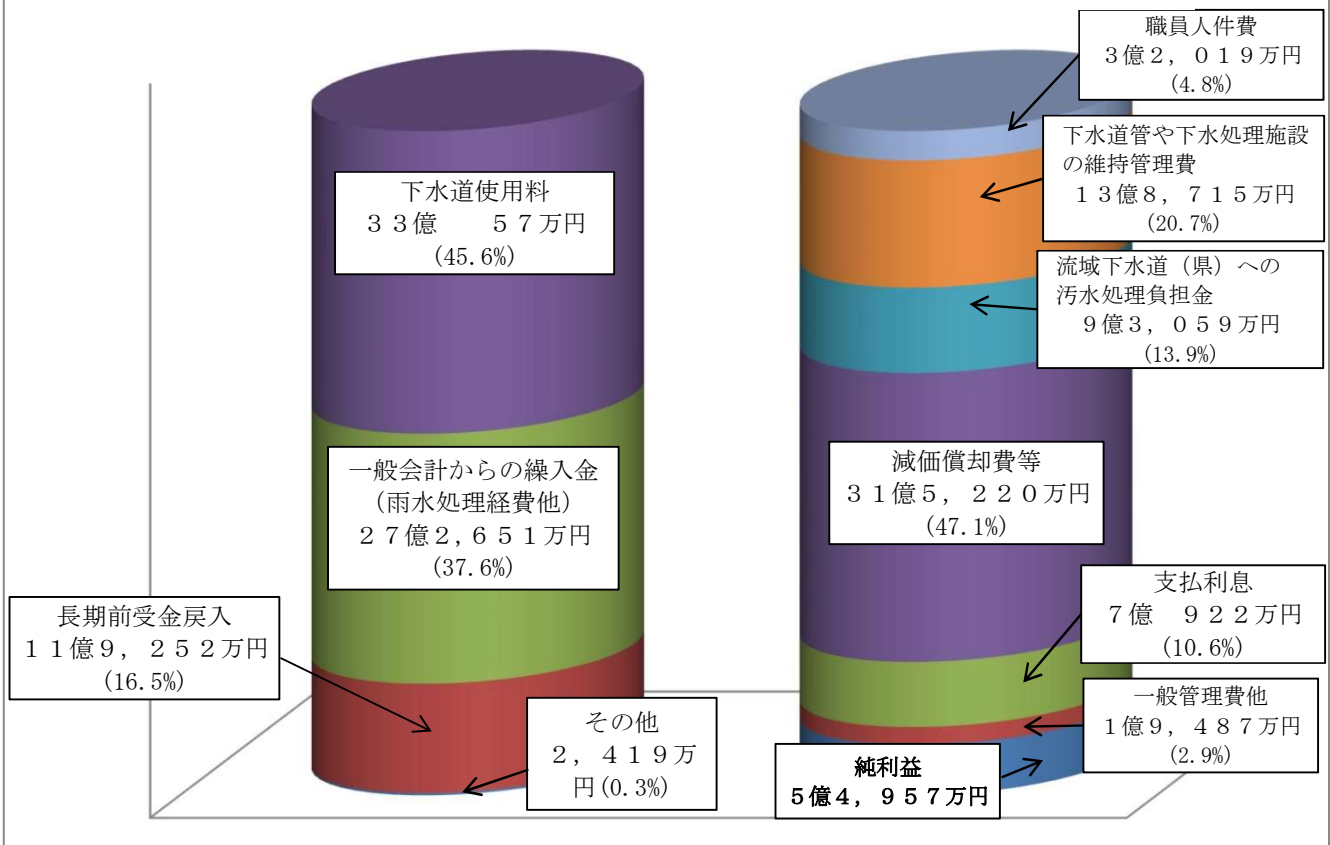 下水道使用料
３３億　　５７万円
(45.6%)
一般会計からの繰入金
（雨水処理経費他）
２７億２,６５１万円
(37.6%)
長期前受金戻入
１１億９，２５２万円
(16.5%)
その他
２，４１９万
円(0.3%)
職員人件費
３億２，０１９万円
(4.8%)
下水道管や下水処理施設
の維持管理費
１３億８，７１５万円
(20.7%)
流域下水道（県）への
汚水処理負担金
９億３，０５９万円
(13.9%)
減価償却費等
３１億５，２２０万円
(47.1%)
支払利息
７億　９２２万円
(10.6%)
一般管理費他
１億９，４８７万円
(2.9%)
純利益
５億４，９５７万円